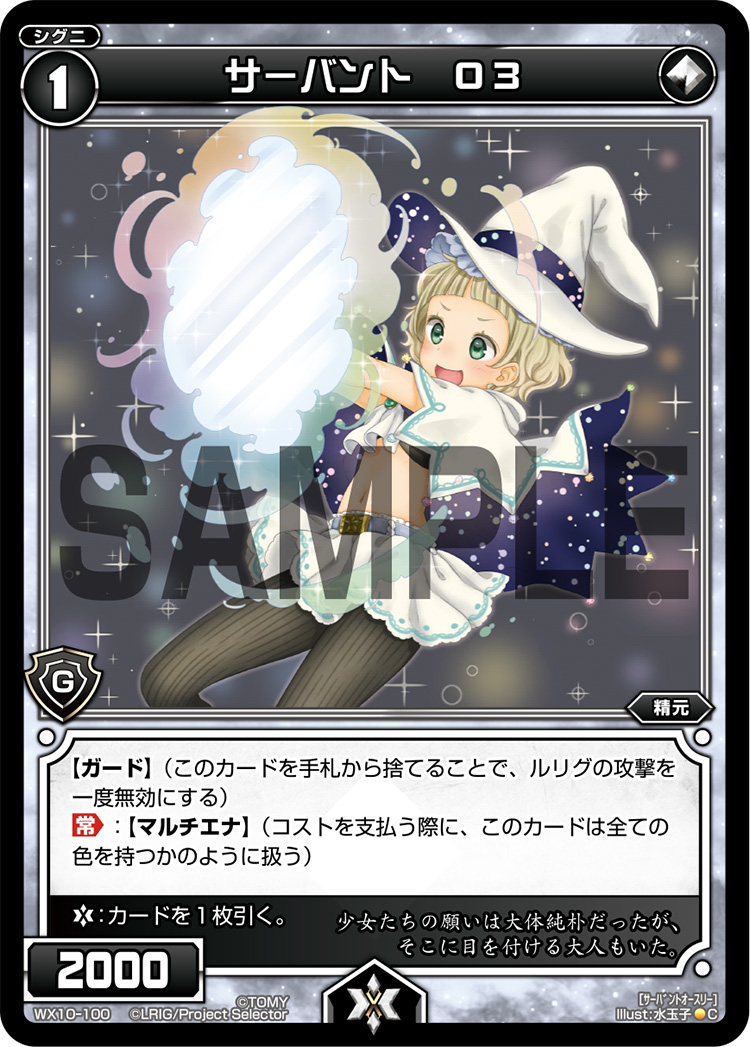 シグニ
1
サーバント O3
SAMPLE
G
精元
【ガード】（このカードを手札から捨てることで、ルリグの攻撃を
一度無効にする）
常：【マルチエナ】（コストを支払う際に、このカードは全ての
色を持つかのように扱う）
：カードを１枚引く。
少女たちの願いは大体純朴だったが、
そこに目を付ける大人もいた。
2000
WX10-100 ©LRIG/Project Selector
©TOMY
［サーバントオースリー］
Illust:水玉子 C